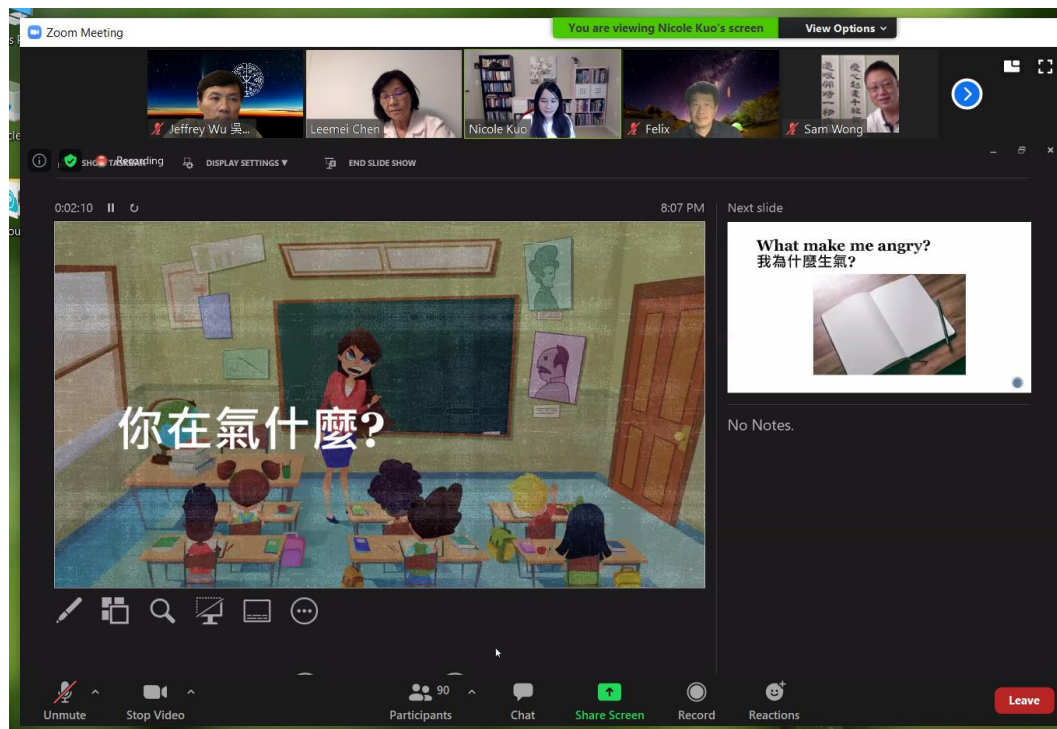 Zoom Meeting
You are viewing Nicole Kuo's screen
View Options
Jeffrey Wu 吳...
Leemei Chen
Nicole Kuo
Felix
Sam Wong
Recording
DISPLAY SETTINGS ▼
END SLIDE SHOW
0:02:10
8:07 PM
Next slide
What make me angry?
我為什麼生氣?
你在氣什麼?
No Notes.
Unmute
Stop Video
90
Participants
Chat
Share Screen
Record
Reactions
Leave